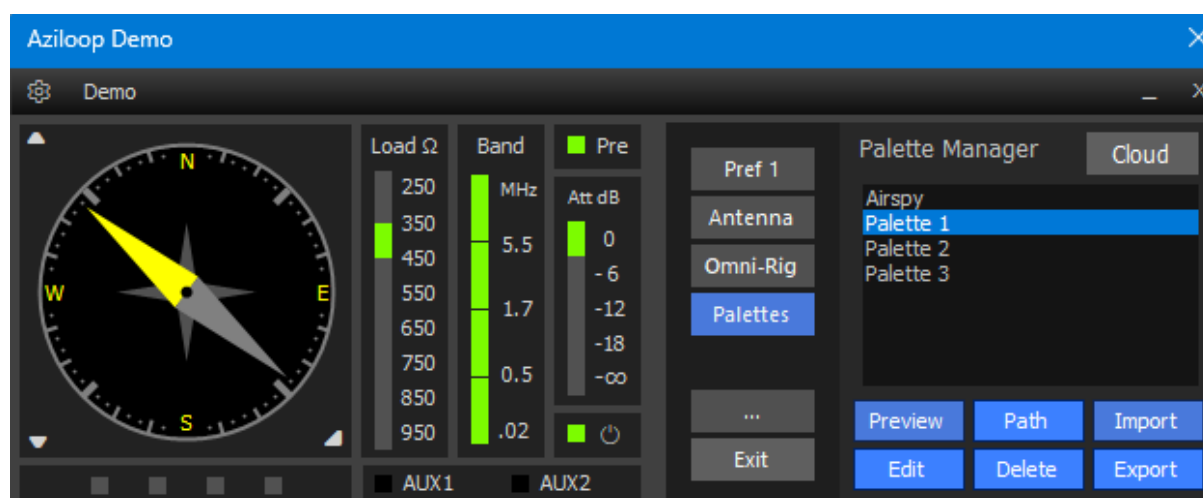 Aziloop Demo
Demo
N
W
E
S
Load Ω
250
350
450
550
650
750
850
950
Band
MHz
5.5
1.7
0.5
.02
Pre
Att dB
0
-6
-12
-18
-∞
AUX1
AUX2
Pref 1
Antenna
Omni-Rig
Palettes
...
Exit
Palette Manager
Cloud
Airspy
Palette 1
Palette 2
Palette 3
Preview
Path
Import
Edit
Delete
Export